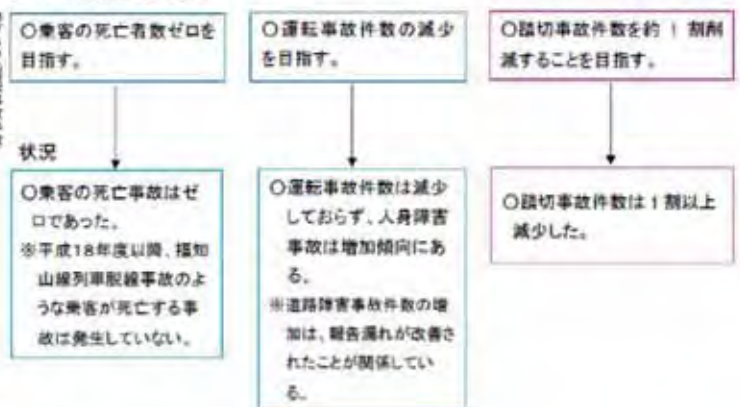 ○乗客の死亡者数ゼロを
目指す。
○運転事故件数の減少
を目指す。
○踏切事故件数を約1割削
減することを目指す。
状況
○乗客の死亡事故はゼ
ロであった。
※平成18年度以降、福知
山線列車脱線事故のよ
うな乗客が死亡する事
故は発生していない。
○運転事故件数は減少
しておらず、人身障害
事故は増加傾向にあ
る。
※道路障害事故件数の増
加は、報告漏れが改善さ
れたことが関係してい
る。
○踏切事故件数は1割以上
減少した。